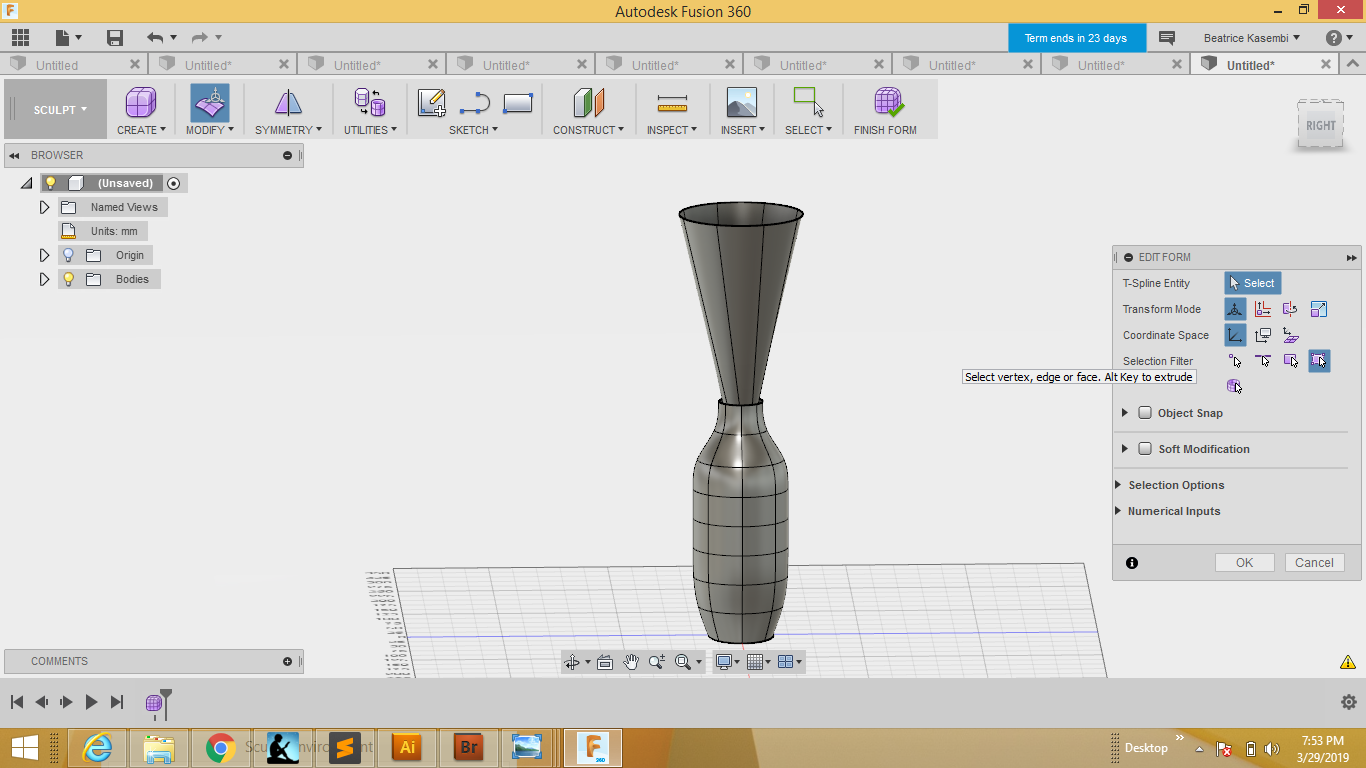 Autodesk Fusion 360
Term ends in 23 days
Beatrice Kasembi
Untitled
Untitled*
Untitled*
Untitled*
Untitled*
Untitled*
Untitled*
Untitled*
Untitled*
SCULPT
CREATE
MODIFY
SYMMETRY
UTILITIES
SKETCH
CONSTRUCT
INSPECT
INSERT
SELECT
FINISH FORM
RIGHT
BROWSER
(Unsaved)
Named Views
Units: mm
Origin
Bodies
EDIT FORM
T-Spline Entity
Select
Transform Mode
Coordinate Space
Selection Filter
Select vertex, edge or face. Alt Key to extrude
Object Snap
Soft Modification
Selection Options
Numerical Inputs
OK
Cancel
COMMENTS
Ai
Br
F
360
Desktop
7:53 PM
3/29/2019